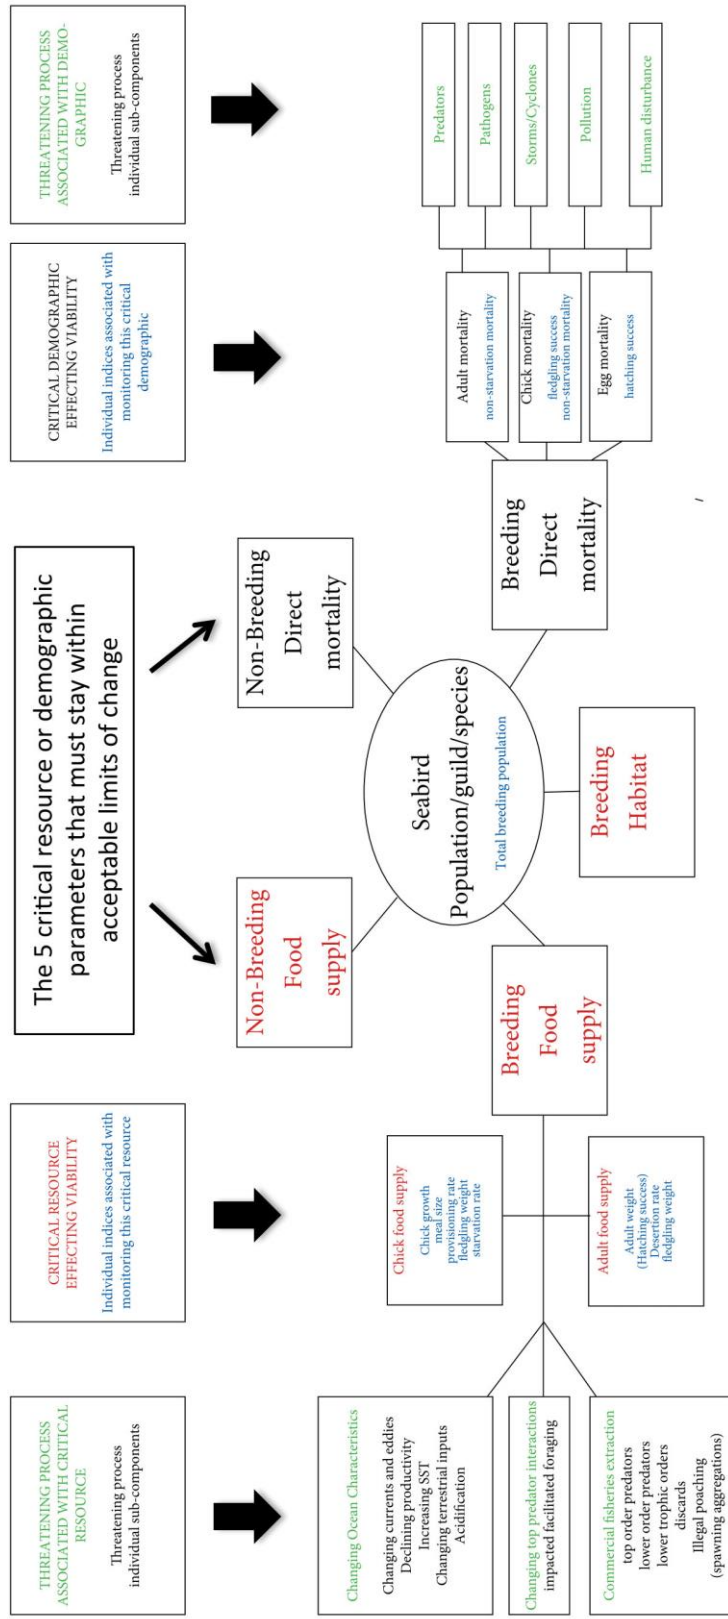 THREATENING PROCESS
ASSOCIATED WITH CRITICAL
RESOURCE
Threatening process
individual sub-components
CRITICAL RESOURCE
EFFECTING VIABILITY
Individual indices associated with
monitoring this critical resource
The 5 critical resource or demographic
parameters that must stay within
acceptable limits of change
CRITICAL DEMOGRAPHIC
EFFECTING VIABILITY
Individual indices associated with
monitoring this critical
demographic
THREATENING PROCESS
ASSOCIATED WITH DEMO-
GRAPHIC
Threatening process
individual sub-components
Changing Ocean Characteristics
Changing currents and eddies
Declining productivity
Increasing SST
Changing terrestrial inputs
Acidification
Changing top predator interactions
impacted facilitated foraging
Commercial fisheries extraction
top order predators
lower order predators
lower trophic orders
discards
Illegal poaching
(spawning aggregations)
Chick food supply
Chick growth
meal size
provisioning rate
fledgling weight
starvation rate
Adult food supply
Adult weight
(Hatching success)
Desertion rate
fledgling weight
Non-Breeding
Food
supply
Non-Breeding
Direct
mortality
Seabird
Population/guild/species
Total breeding population
Breeding
Food
supply
Breeding
Habitat
Breeding
Direct
mortality
Adult mortality
non-starvation mortality
Chick mortality
fledgling success
non-starvation mortality
Egg mortality
hatching success
Predators
Pathogens
Storms/Cyclones
Pollution
Human disturbance